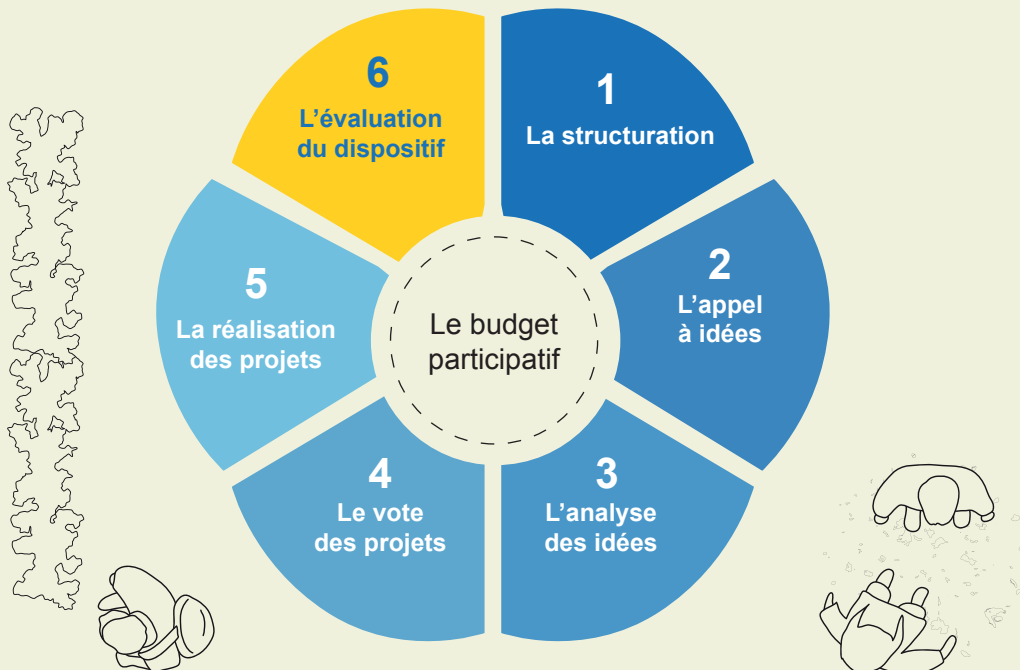 1
La structuration
2
L'appel
à idées
3
L'analyse
des idées
4
Le vote
des projets
5
La réalisation
des projets
6
L'évaluation
du dispositif
Le budget
participatif